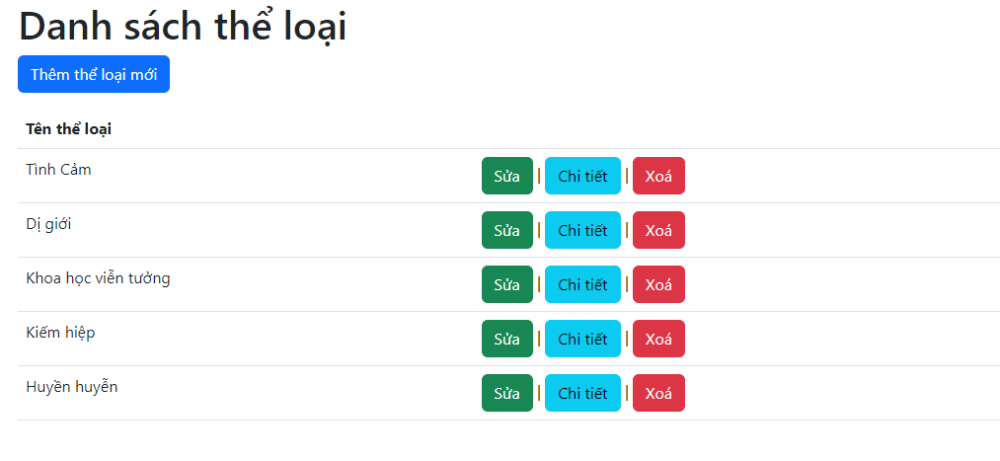 Danh sách thể loại
Thêm thể loại mới
Tên thể loại
Tình Cảm Sửa | Chi tiết | Xoá
Dị giới Sửa | Chi tiết | Xoá
Khoa học viễn tưởng Sửa | Chi tiết | Xoá
Kiếm hiệp Sửa | Chi tiết | Xoá
Huyền huyễn Sửa | Chi tiết | Xoá